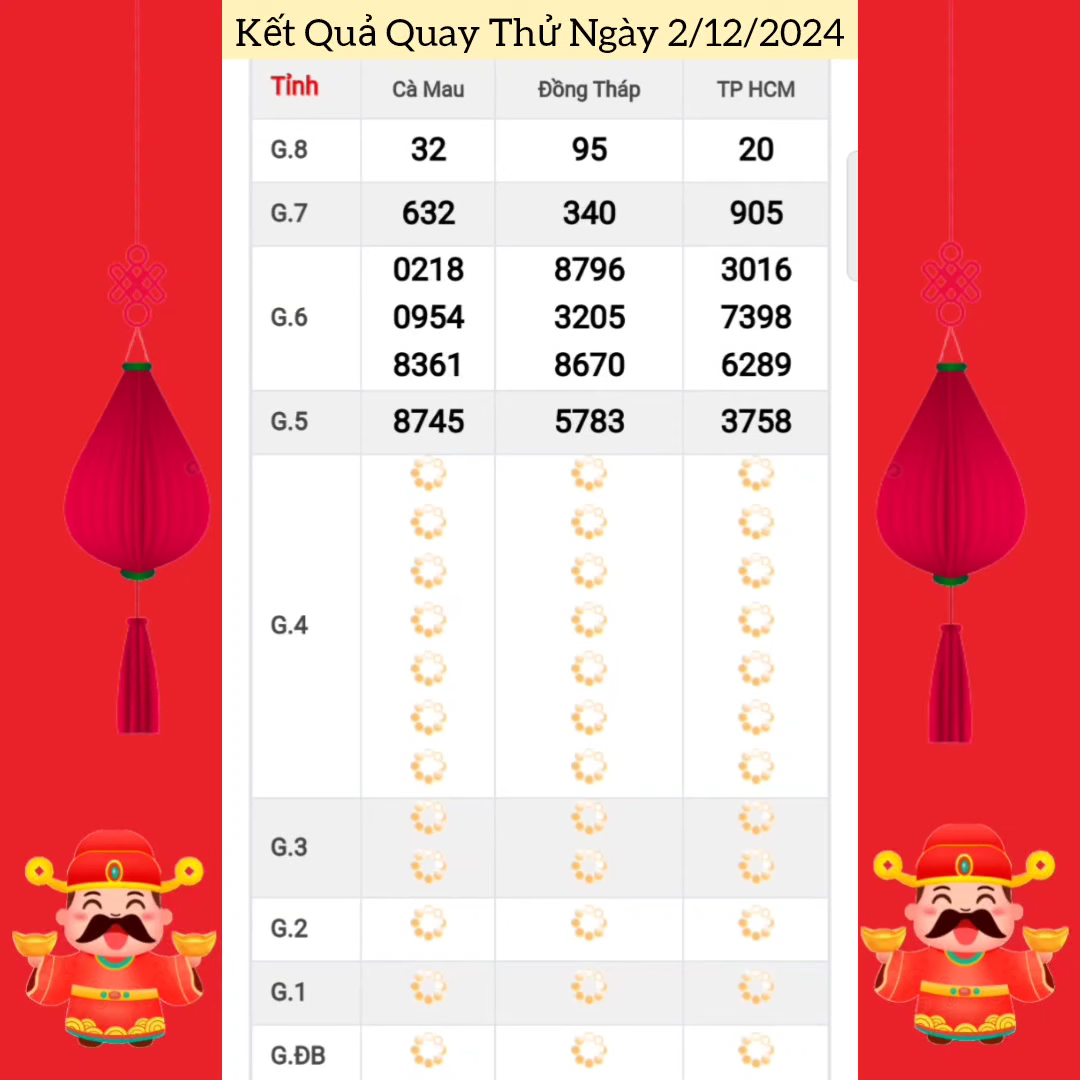 Kết Quả Quay Thử Ngày 2/12/2024
Tỉnh Cà Mau Đồng Tháp TP HCM
G.8 32 95 20
G.7 632 340 905
0218 8796 3016
G.6 0954 3205 7398
8361 8670 6289
G.5 8745 5783 3758
G.4
G.3
G.2
G.1
G.ĐB